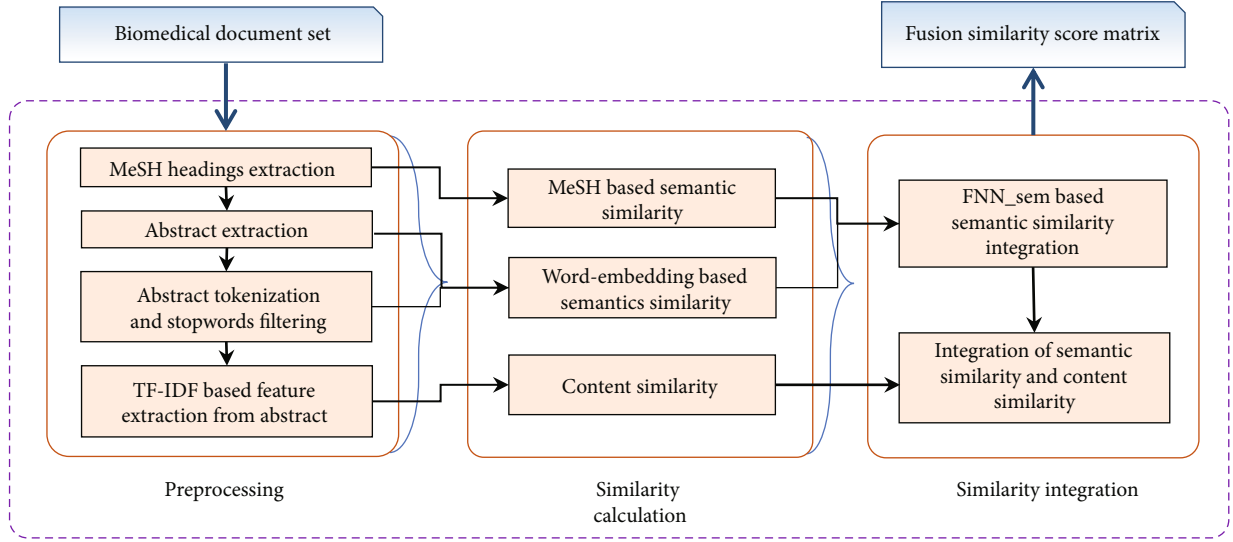 Biomedical document set
Fusion similarity score matrix
MeSH headings extraction
Abstract extraction
Abstract tokenization
and stopwords filtering
TF-IDF based feature
extraction from abstract
Preprocessing
MeSH based semantic
similarity
Word-embedding based
semantics similarity
Content similarity
Similarity
calculation
FNN_sem based
semantic similarity
integration
Integration of semantic
similarity and content
similarity
Similarity integration